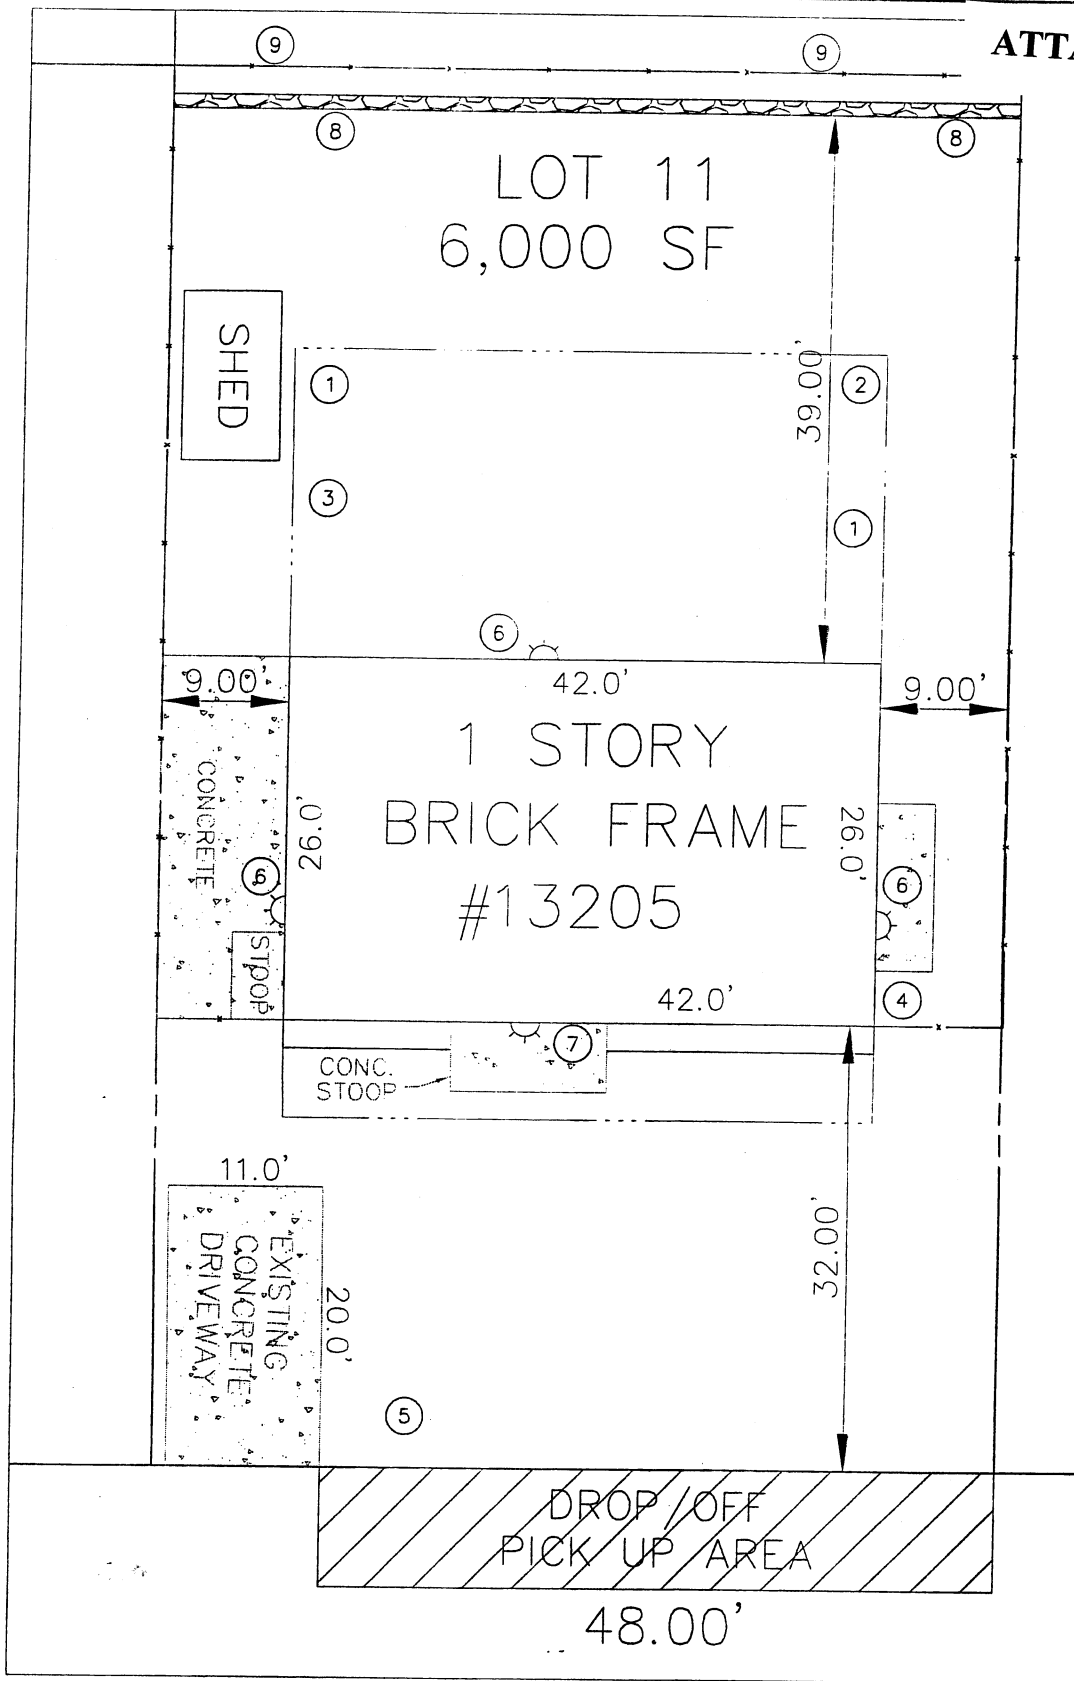 ATTA
9
9
8
8
LOT 11
6,000 SF
SHED
1
2
39.00'
3
1
6
9.00'
42.0'
9.00'
1 STORY
BRICK FRAME
#13205
CONCRETE
26.0'
26.0'
6
6
STOOP
42.0'
4
7
CONC.
STOOP
11.0'
32.00'
EXISTING
CONCRETE
DRIVEWAY
20.0'
5
DROP/OFF
PICK UP AREA
48.00'